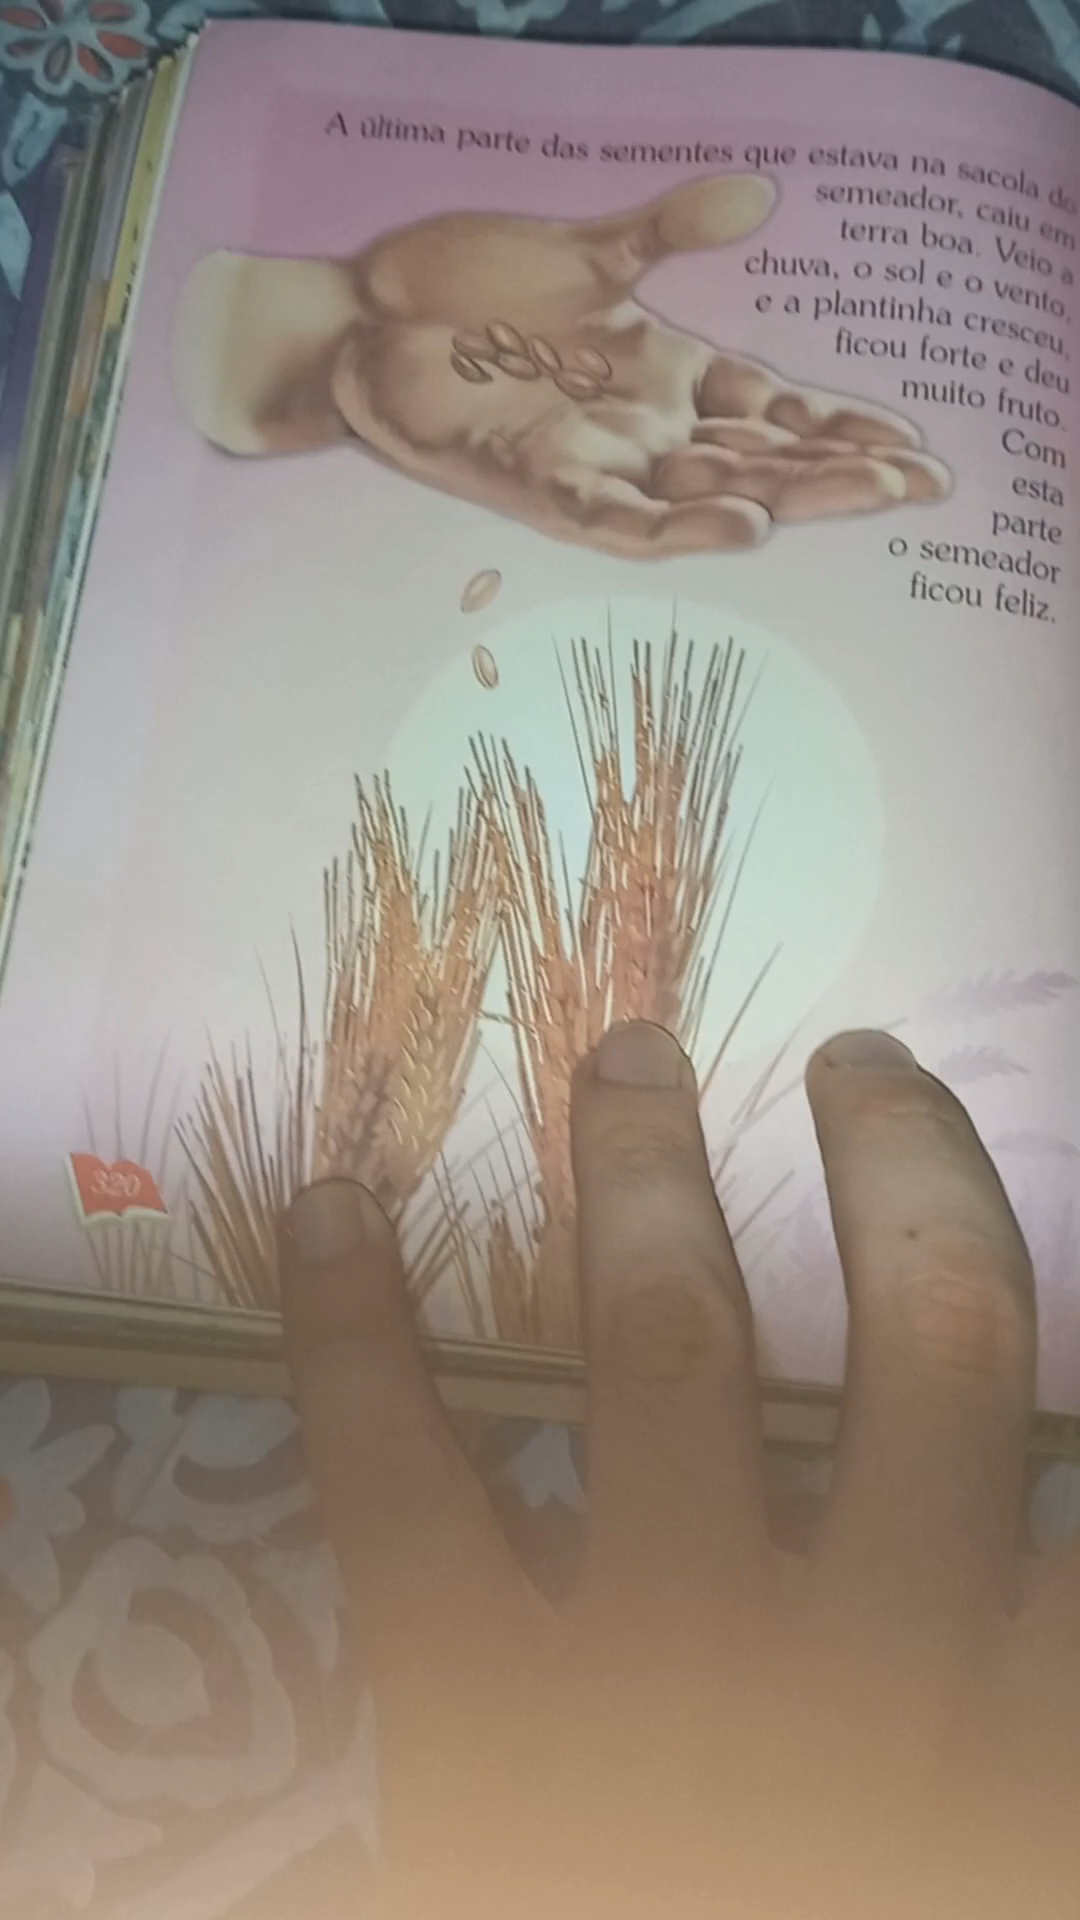 A última parte das sementes que estava na sacola do
semeador, caiu em
terra boa. Veio a
chuva, o sol e o vento,
e a plantinha cresceu,
ficou forte e deu
muito fruto.
Com
esta
parte
o semeador
ficou feliz.
320